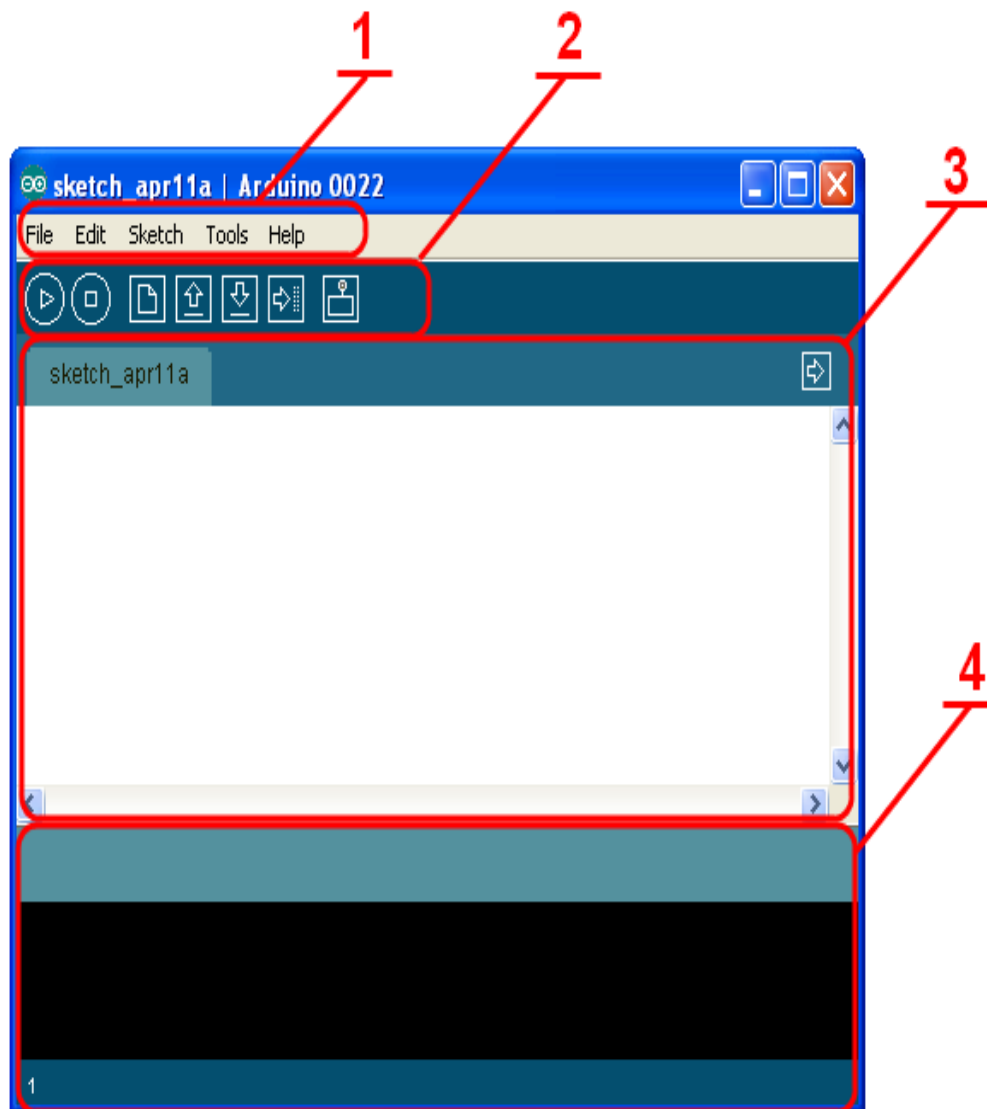 1 2
3
sketch_apr11a | Arduino 0022
File Edit Sketch Tools Help
sketch_apr11a
4
1